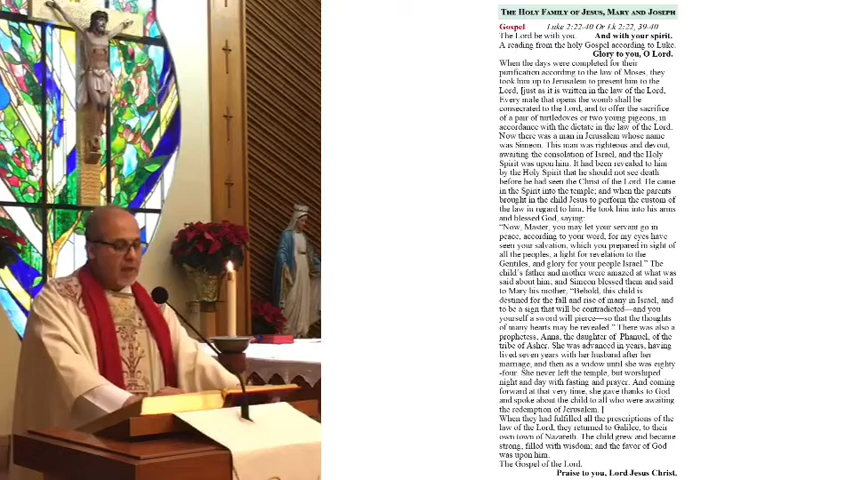 THE HOLY FAMILY OF JESUS, MARY AND JOSEPH
Gospel Luke 2:22-40 Or Lk 2:22, 39-40
The Lord be with you. And with your spirit.
A reading from the holy Gospel according to Luke.
Glory to you, O Lord.
When the days were completed for their
purification according to the law of Moses, they
took him up to Jerusalem to present him to the
Lord, [just as it is written in the law of the Lord,
Every male that opens the womb shall be
consecrated to the Lord, and to offer the sacrifice
of a pair of turtledoves or two young pigeons, in
accordance with the dictate in the law of the Lord.
Now there was a man in Jerusalem whose name
was Simeon. This man was righteous and devout,
awaiting the consolation of Israel, and the Holy
Spirit was upon him. It had been revealed to him
by the Holy Spirit that he should not see death
before he had seen the Christ of the Lord. He came
in the Spirit into the temple; and when the parents
brought in the child Jesus to perform the custom of
the law in regard to him, He took him into his arms
and blessed God, saying:
“Now, Master, you may let your servant go in
peace, according to your word, for my eyes have
seen your salvation, which you prepared in sight of
all the peoples, a light for revelation to the
Gentiles, and glory for your people Israel.” The
child’s father and mother were amazed at what was
said about him; and Simeon blessed them and said
to Mary his mother, “Behold, this child is
destined for the fall and rise of many in Israel, and
to be a sign that will be contradicted—and you
yourself a sword will pierce—so that the thoughts
of many hearts may be revealed.” There was also a
prophetess, Anna, the daughter of Phanuel, of the
tribe of Asher. She was advanced in years, having
lived seven years with her husband after her
marriage, and then as a widow until she was eighty
-four. She never left the temple, but worshiped
night and day with fasting and prayer. And coming
forward at that very time, she gave thanks to God
and spoke about the child to all who were awaiting
the redemption of Jerusalem. ]
When they had fulfilled all the prescriptions of the
law of the Lord, they returned to Galilee, to their
own town of Nazareth. The child grew and became
strong, filled with wisdom; and the favor of God
was upon him.
The Gospel of the Lord.
Praise to you, Lord Jesus Christ.